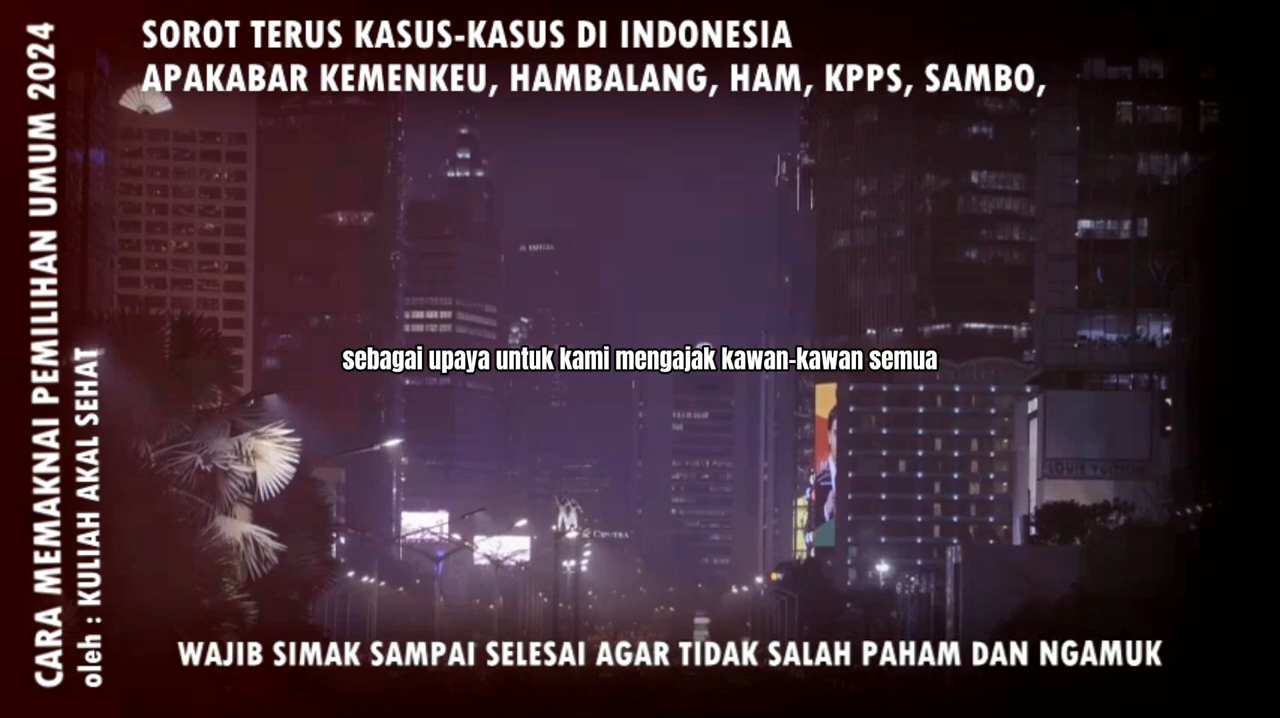 SOROT TERUS KASUS-KASUS DI INDONESIA
APAKABAR KEMENKEU, HAMBALANG, HAM, KPPS, SAMBO,
CARA MEMAKNAI PEMILIHAN UMUM 2024
oleh : KULIAH AKAL SEHAT
sebagai upaya untuk kami mengajak kawan-kawan semua
LOUIS VUITTON
WAJIB SIMAK SAMPAI SELESAI AGAR TIDAK SALAH PAHAM DAN NGAMUK